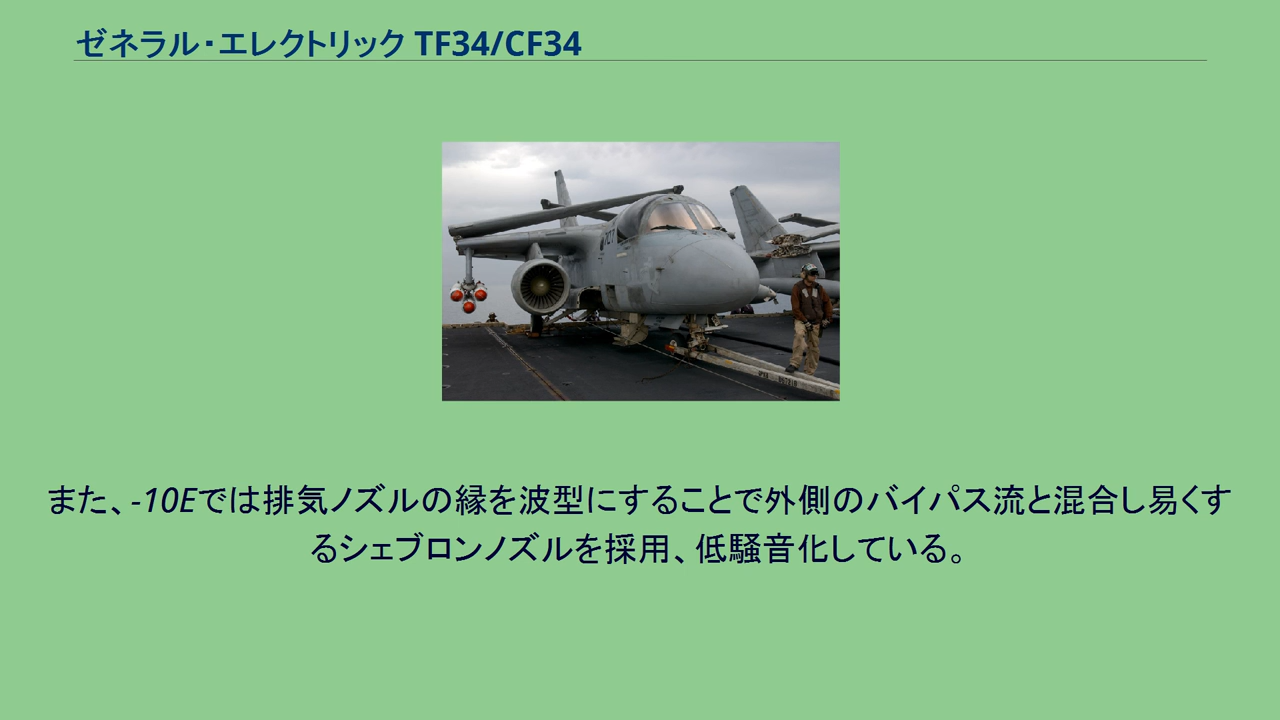 ゼネラル・エレクトリック TF34/CF34
707
また、-10Eでは排気ノズルの縁を波型にすることで外側のバイパス流と混合し易くす
るシェブロンノズルを採用、低騒音化している。